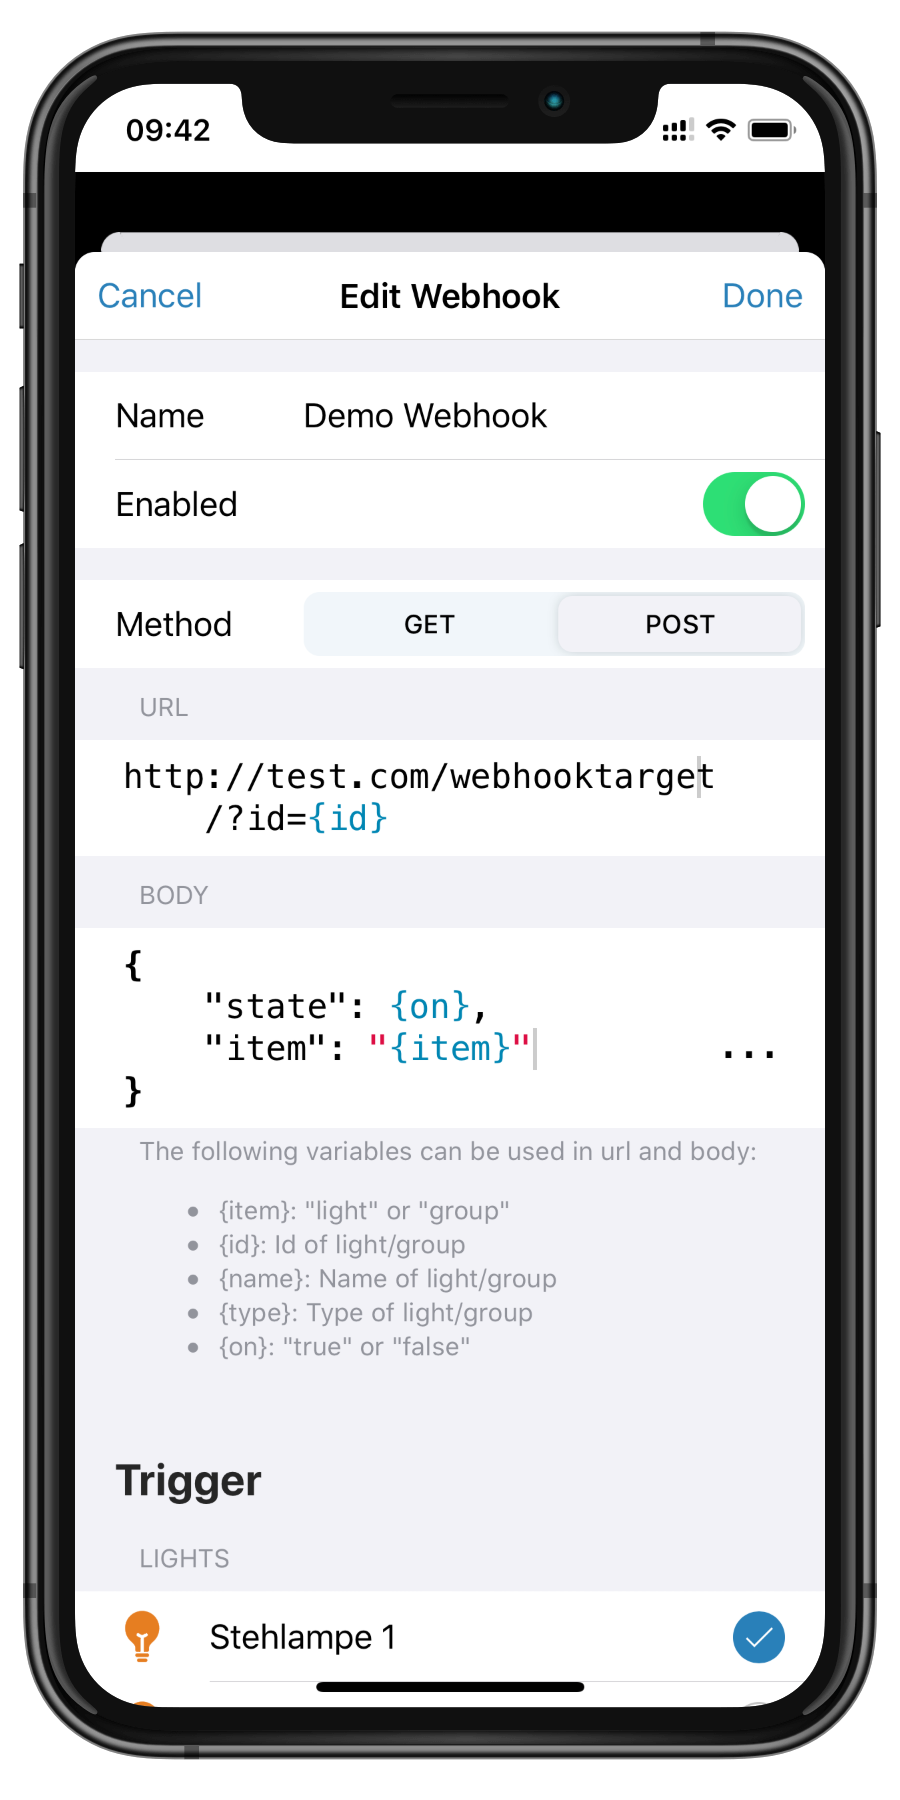 09:42
Cancel Edit Webhook Done
Name Demo Webhook
Enabled
Method GET POST
URL
http://test.com/webhooktarget
/?id={id}
BODY
{
"state": {on},
"item": "{item}" ...
}
The following variables can be used in url and body:
• {item}: "light" or "group"
• {id}: Id of light/group
• {name}: Name of light/group
• {type}: Type of light/group
• {on}: "true" or "false"
Trigger
LIGHTS
Stehlampe 1